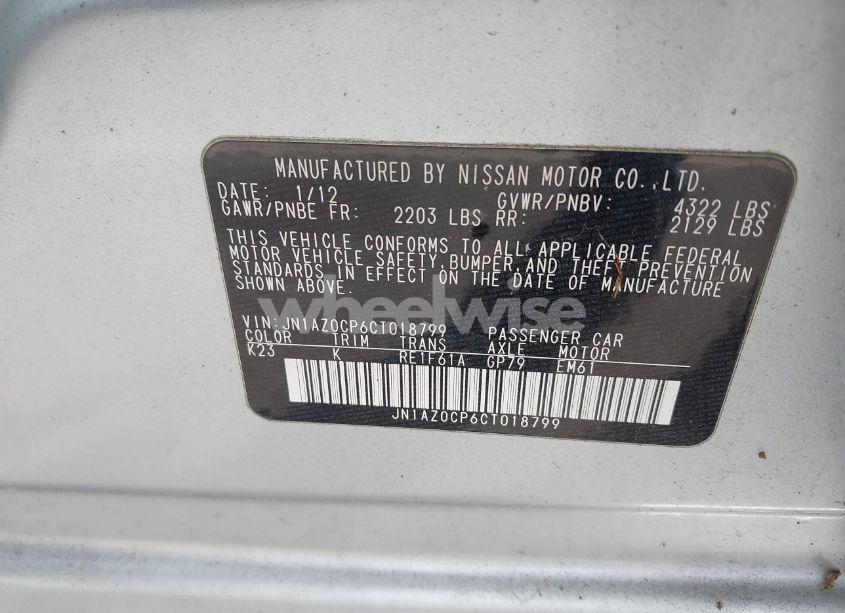 MANUFACTURED BY NISSAN MOTOR CO.,LTD.
DATE: 1/12 GVWR/PNBV: 4322 LBS
GAWR/PNBE FR: 2203 LBS RR: 2129 LBS
THIS VEHICLE CONFORMS TO ALL APPLICABLE FEDERAL
MOTOR VEHICLE SAFETY,BUMPER,AND THEFT PREVENTION
STANDARDS IN EFFECT ON THE DATE OF MANUFACTURE
SHOWN ABOVE.
wheelwise
VIN:JN1AZ0CP6CT018799 PASSENGER CAR
COLOR TRIM TRANS AXLE MOTOR
K23 K RE1F61A GP79 EM61
JN1AZ0CP6CT018799